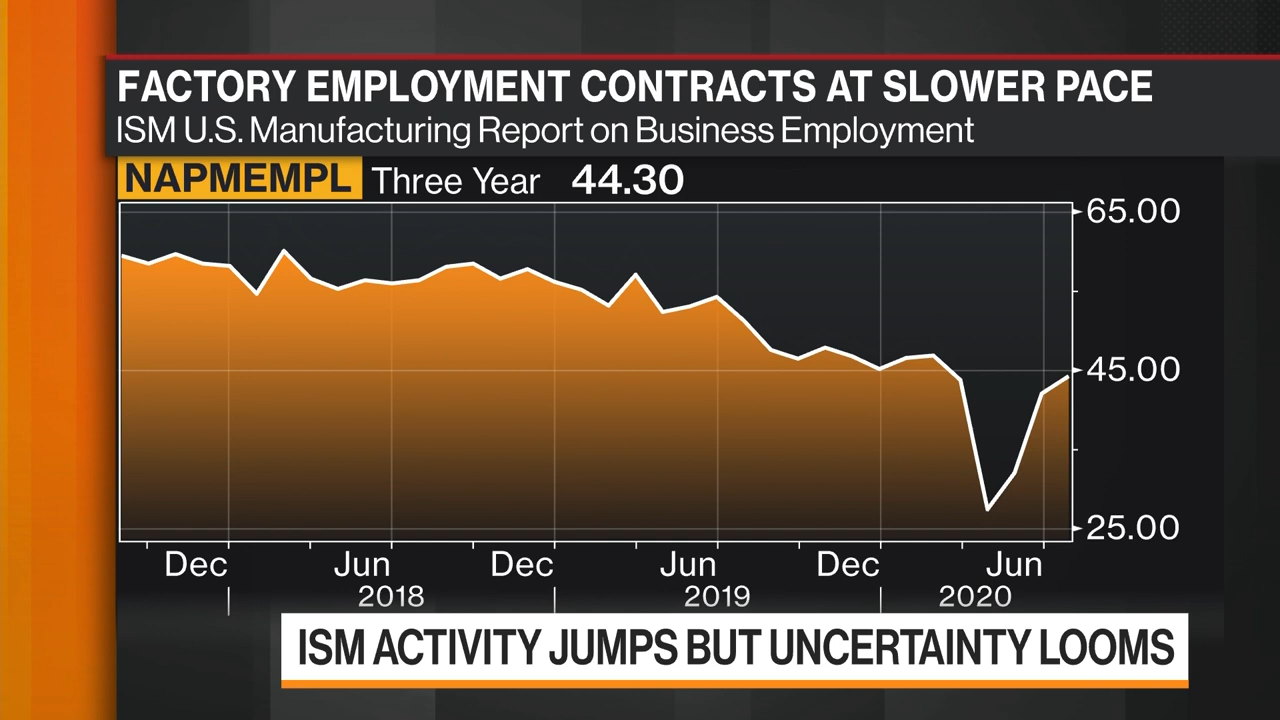 FACTORY EMPLOYMENT CONTRACTS AT SLOWER PACE
ISM U.S. Manufacturing Report on Business Employment
NAPMEMPL Three Year 44.30
65.00
45.00
25.00
Dec Jun Dec Jun Dec Jun
2018 2019 2020
ISM ACTIVITY JUMPS BUT UNCERTAINTY LOOMS